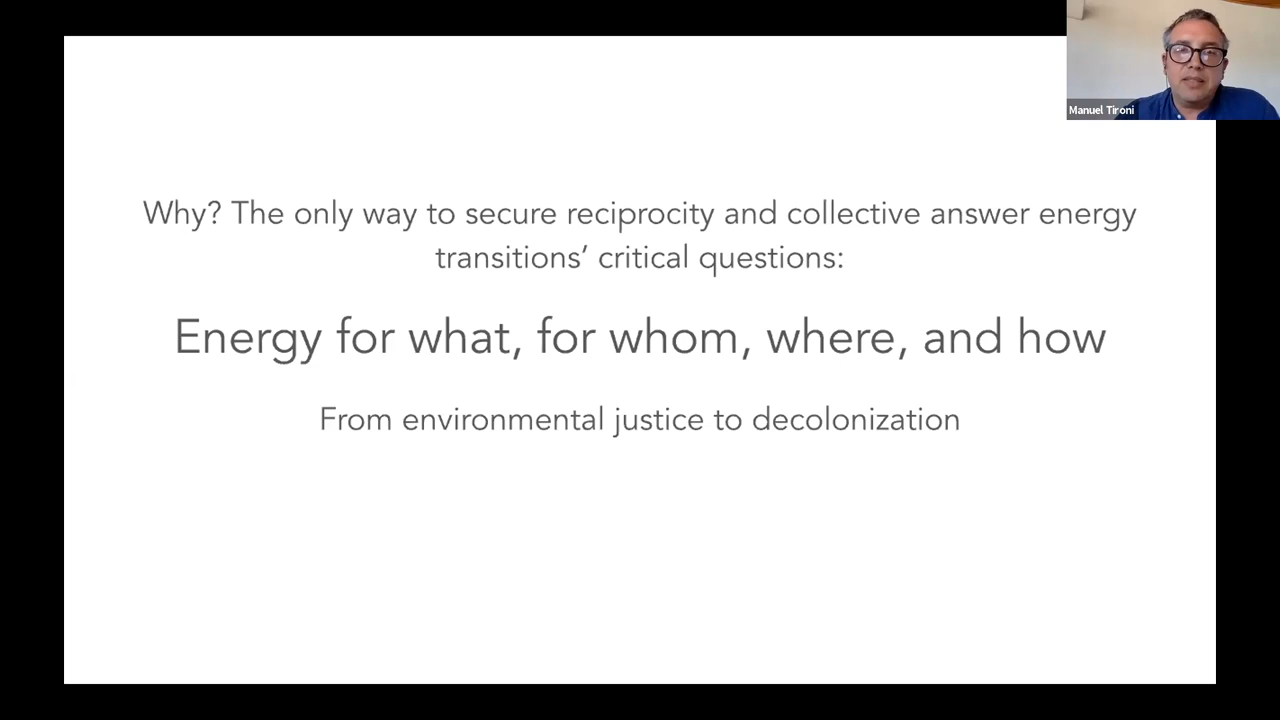 Manuel Tironi
Why? The only way to secure reciprocity and collective answer energy
transitions’ critical questions:
Energy for what, for whom, where, and how
From environmental justice to decolonization